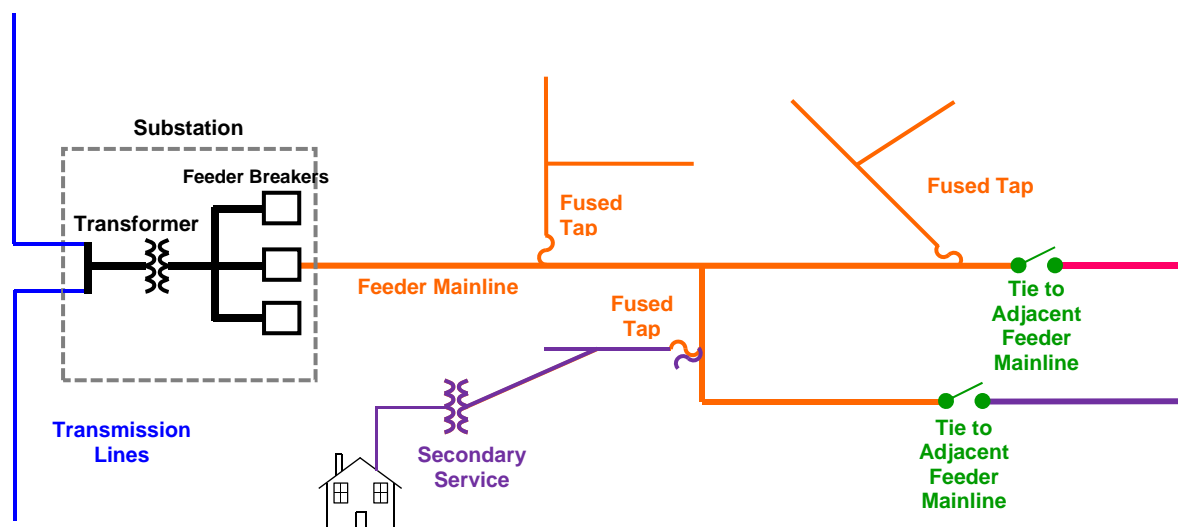 Substation
Feeder Breakers
Transformer
Fused
Tap
Fused Tap
Feeder Mainline
Fused
Tap
Tie to
Adjacent
Feeder
Mainline
Transmission
Lines
Secondary
Service
Tie to
Adjacent
Feeder
Mainline